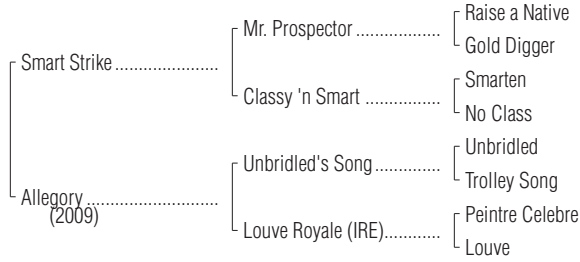 Raise a Native
Mr. Prospector ..................
Gold Digger
Smart Strike ......................
Smarten
Classy 'n Smart ................
No Class
Unbridled
Unbridled's Song ..............
Trolley Song
Allegory ............................
(2009)
Peintre Celebre
Louve Royale (IRE) ............
Louve